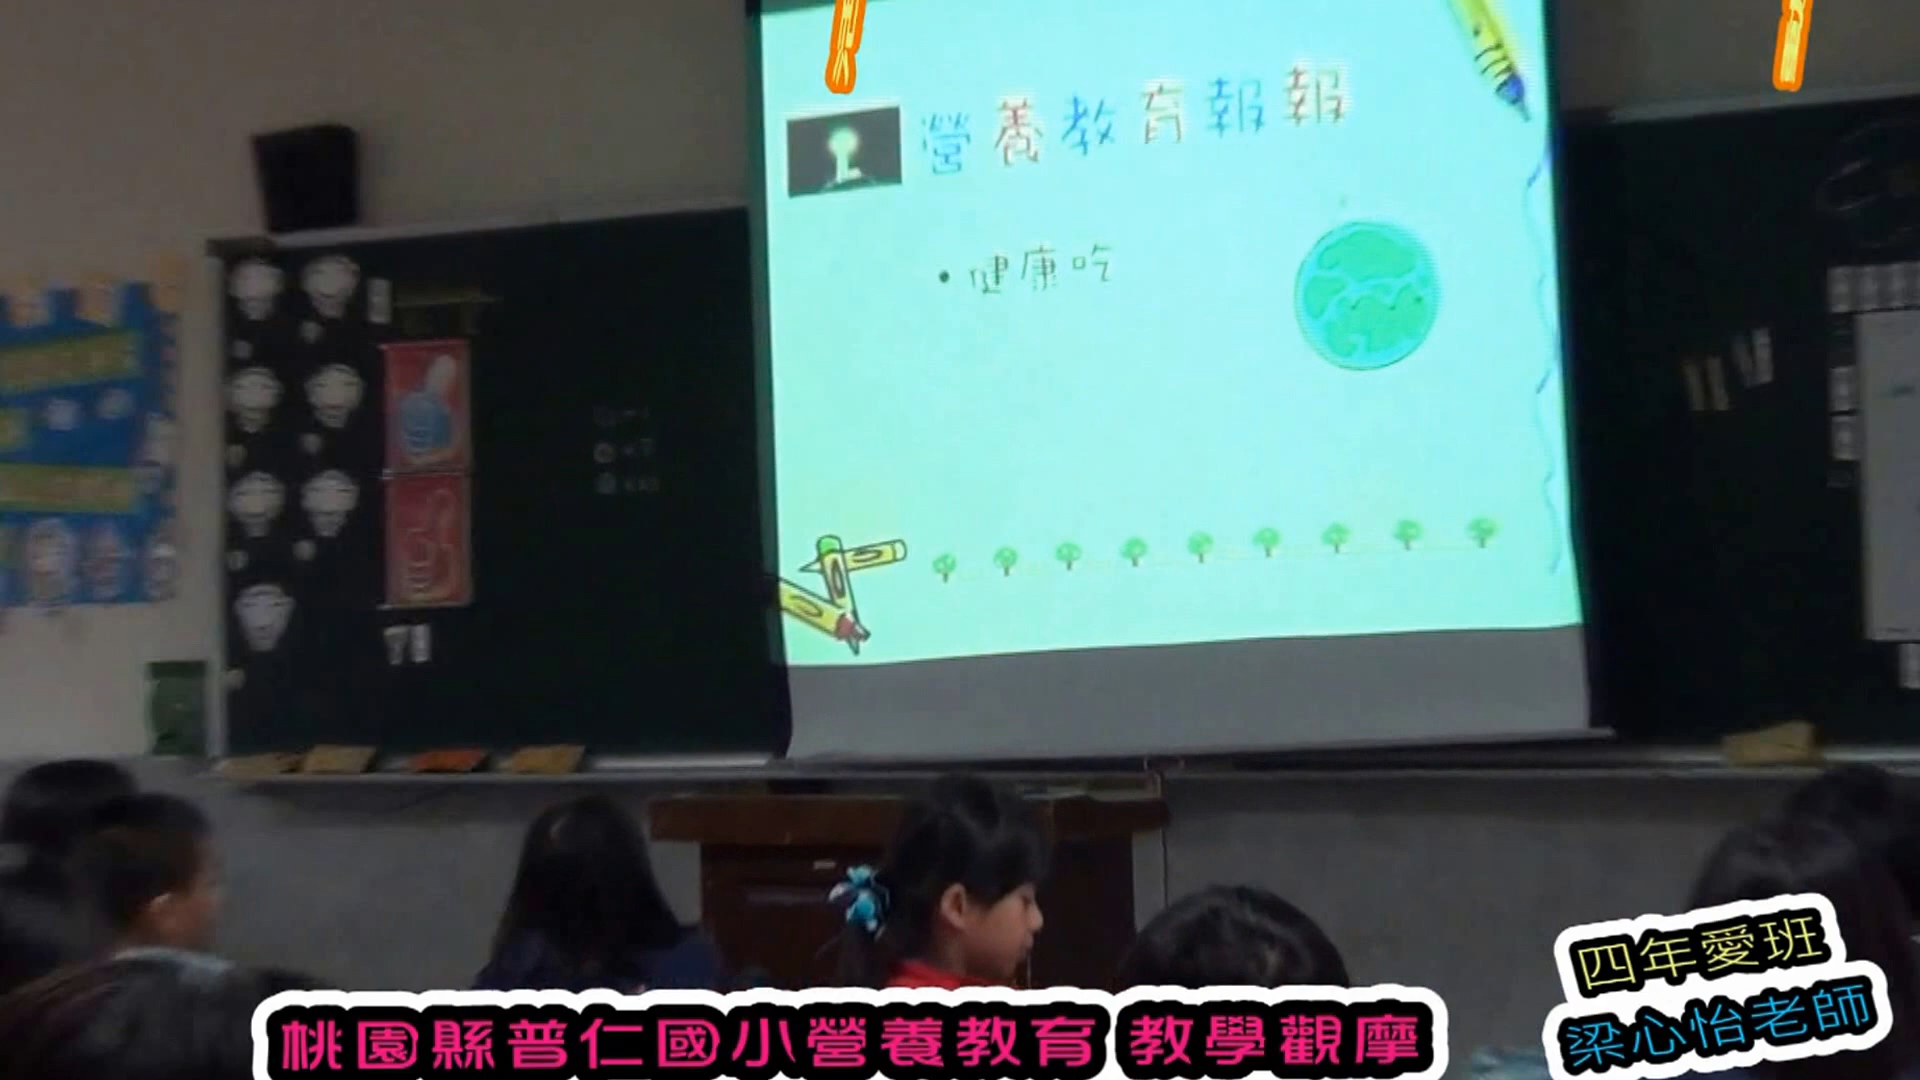 營養教育報報
• 健康吃
四年愛班
梁心怡老師
桃園縣普仁國小營養教育 教學觀摩